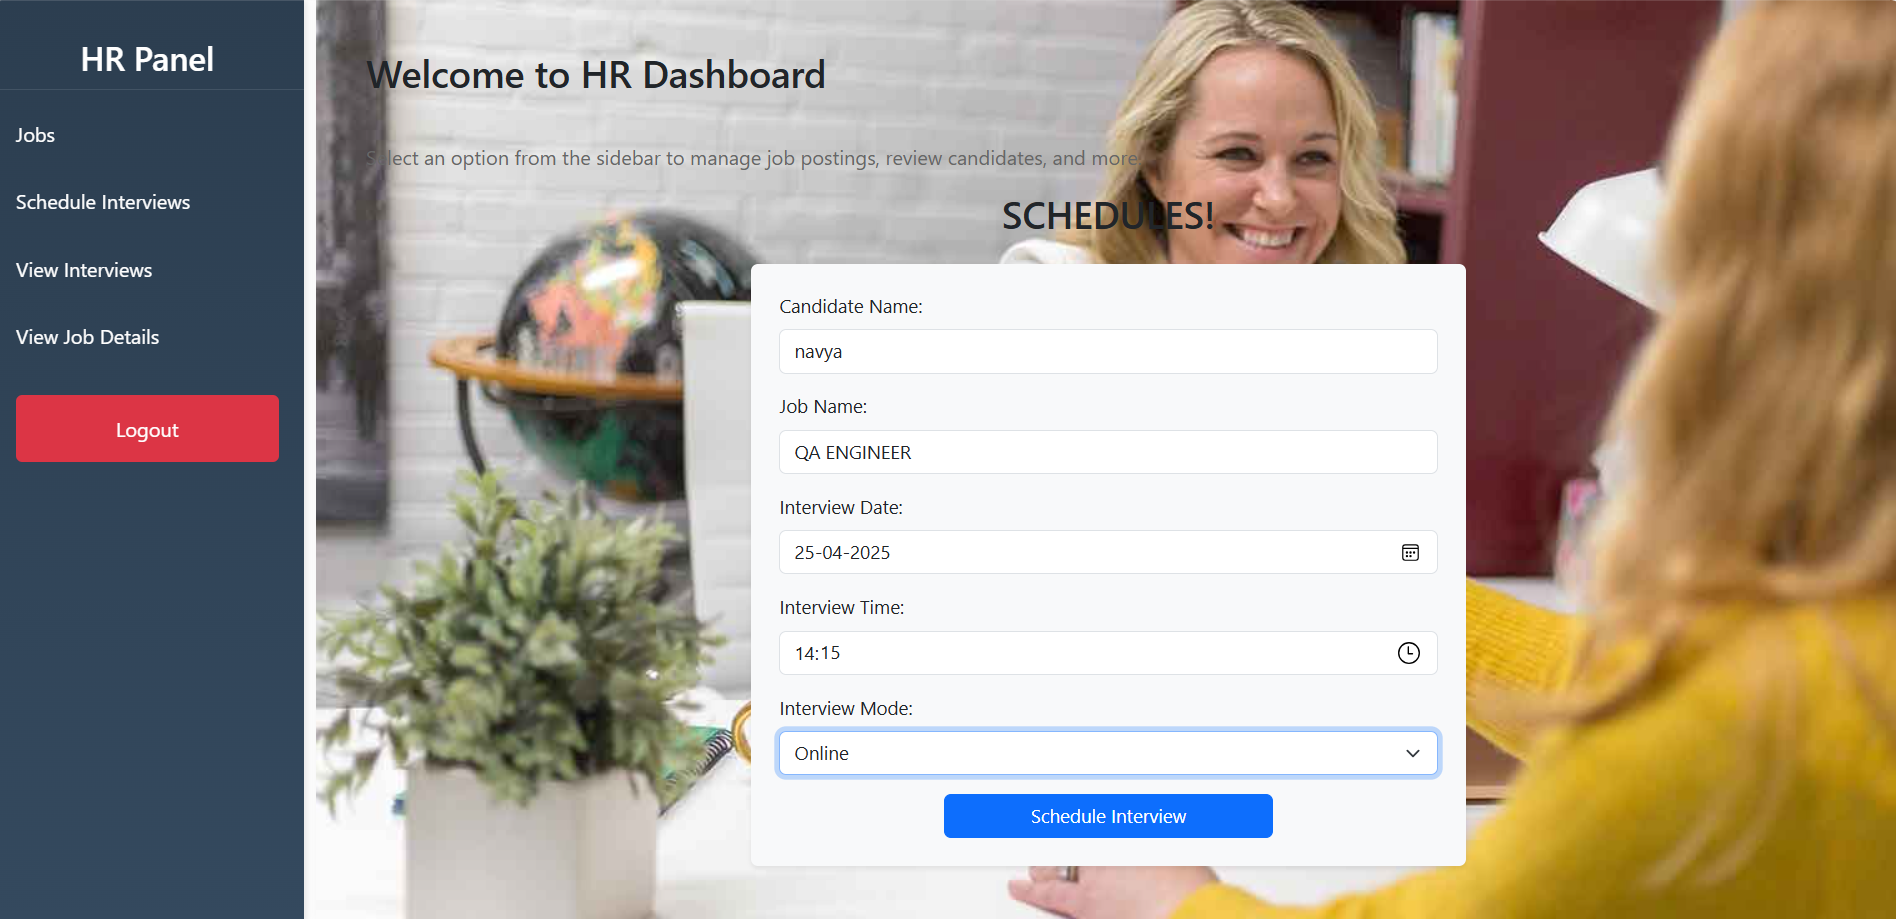 HR Panel
Jobs
Schedule Interviews
View Interviews
View Job Details
Logout
Welcome to HR Dashboard
Select an option from the sidebar to manage job postings, review candidates, and more
SCHEDULES!
Candidate Name:
navya
Job Name:
QA ENGINEER
Interview Date:
25-04-2025
Interview Time:
14:15
Interview Mode:
Online
Schedule Interview